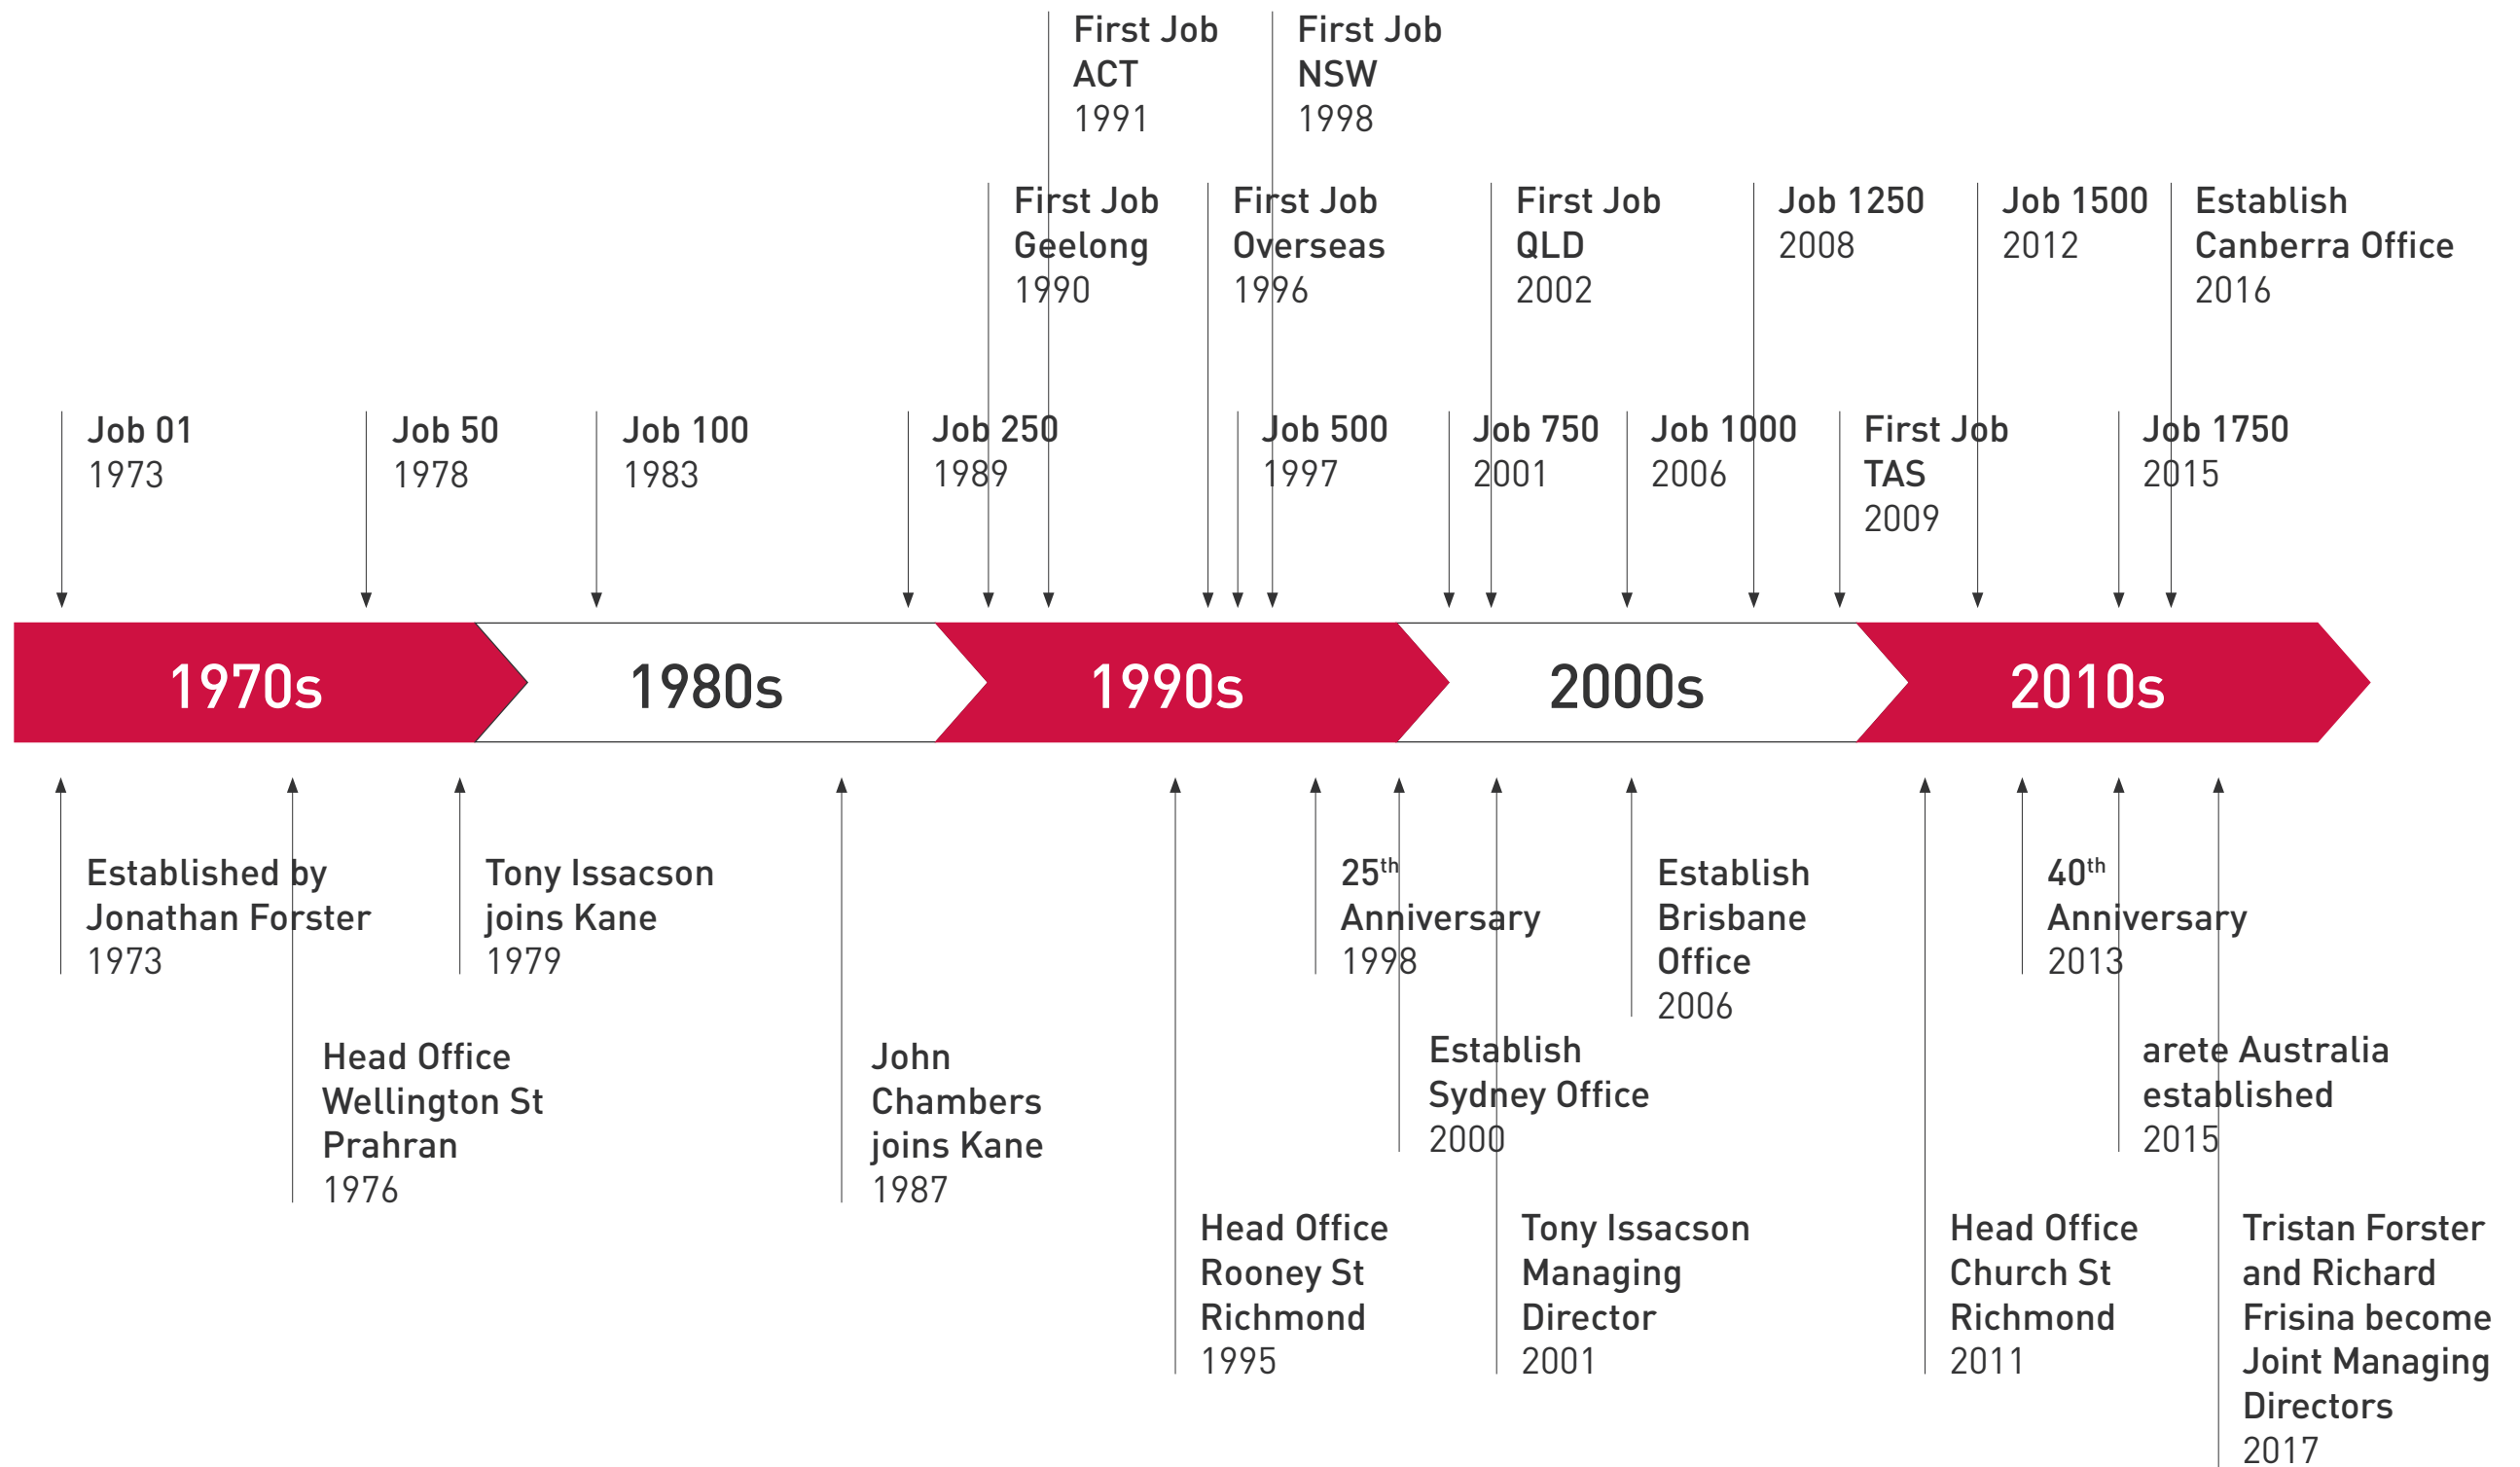 First Job
ACT
1991
First Job
NSW
1998
First Job
Geelong
1990
First Job
Overseas
1996
First Job
QLD
2002
Job 1250
2008
Job 1500
2012
Establish
Canberra Office
2016
Job 01
1973
Job 50
1978
Job 100
1983
Job 250
1989
Job 500
1997
Job 750
2001
Job 1000
2006
First Job
TAS
2009
Job 1750
2015
1970s
1980s
1990s
2000s
2010s
Established by
Jonathan Forster
1973
Tony Issacson
joins Kane
1979
25th
Anniversary
1998
Establish
Brisbane
Office
2006
40th
Anniversary
2013
Head Office
Wellington St
Prahran
1976
John
Chambers
joins Kane
1987
Establish
Sydney Office
2000
arete Australia
established
2015
Head Office
Rooney St
Richmond
1995
Tony Issacson
Managing
Director
2001
Head Office
Church St
Richmond
2011
Tristan Forster
and Richard
Frisina become
Joint Managing
Directors
2017